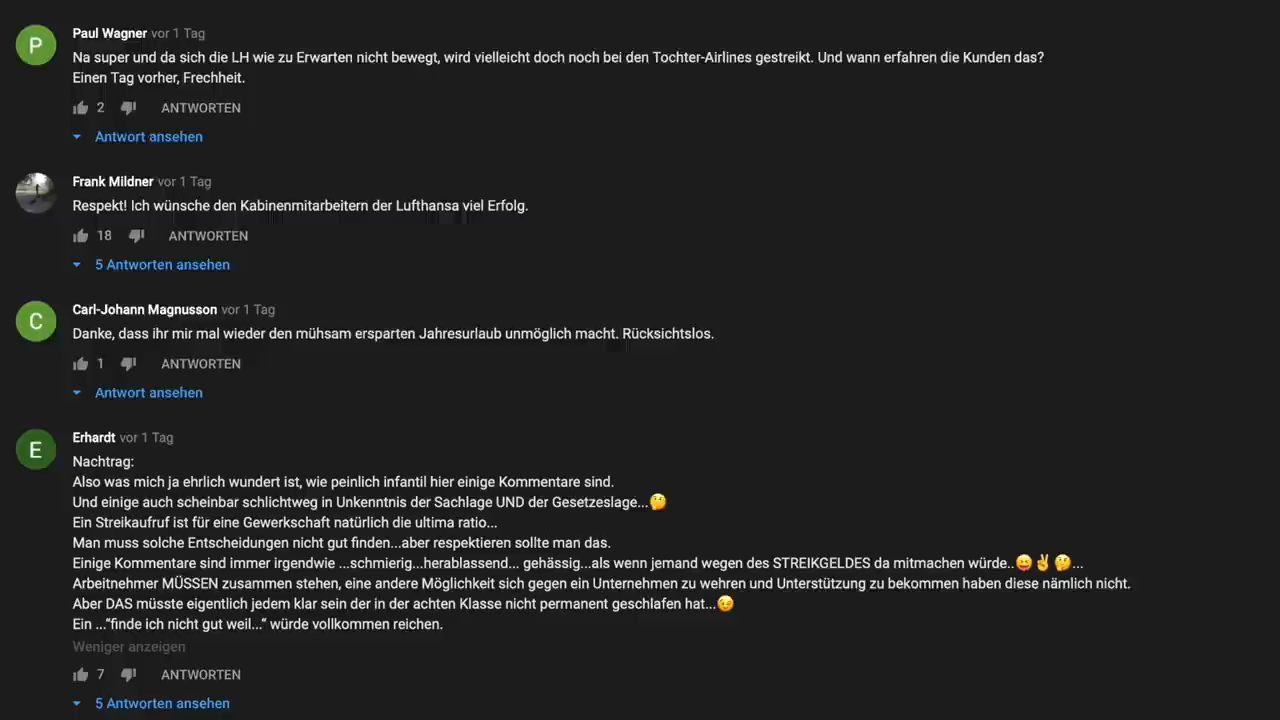 P
Paul Wagner vor 1 Tag
Na super und da sich die LH wie zu Erwarten nicht bewegt, wird vielleicht doch noch bei den Tochter-Airlines gestreikt. Und wann erfahren die Kunden das?
Einen Tag vorher, Frechheit.
2 ANTWORTEN
Antwort ansehen
Frank Mildner vor 1 Tag
Respekt! Ich wünsche den Kabinenmitarbeitern der Lufthansa viel Erfolg.
18 ANTWORTEN
5 Antworten ansehen
C
Carl-Johann Magnusson vor 1 Tag
Danke, dass ihr mir mal wieder den mühsam ersparten Jahresurlaub unmöglich macht. Rücksichtslos.
1 ANTWORTEN
Antwort ansehen
E
Erhardt vor 1 Tag
Nachtrag:
Also was mich ja ehrlich wundert ist, wie peinlich infantil hier einige Kommentare sind.
Und einige auch scheinbar schlichtweg in Unkenntnis der Sachlage UND der Gesetzeslage...🤔
Ein Streikaufruf ist für eine Gewerkschaft natürlich die ultima ratio...
Man muss solche Entscheidungen nicht gut finden...aber respektieren sollte man das.
Einige Kommentare sind immer irgendwie ...schmierig...herablassend... gehässig...als wenn jemand wegen des STREIKGELDES da mitmachen würde..😛✌🤔...
Arbeitnehmer MÜSSEN zusammen stehen, eine andere Möglichkeit sich gegen ein Unternehmen zu wehren und Unterstützung zu bekommen haben diese nämlich nicht.
Aber DAS müsste eigentlich jedem klar sein der in der achten Klasse nicht permanent geschlafen hat...😉
Ein ..."finde ich nicht gut weil..." würde vollkommen reichen.
Weniger anzeigen
7 ANTWORTEN
5 Antworten ansehen